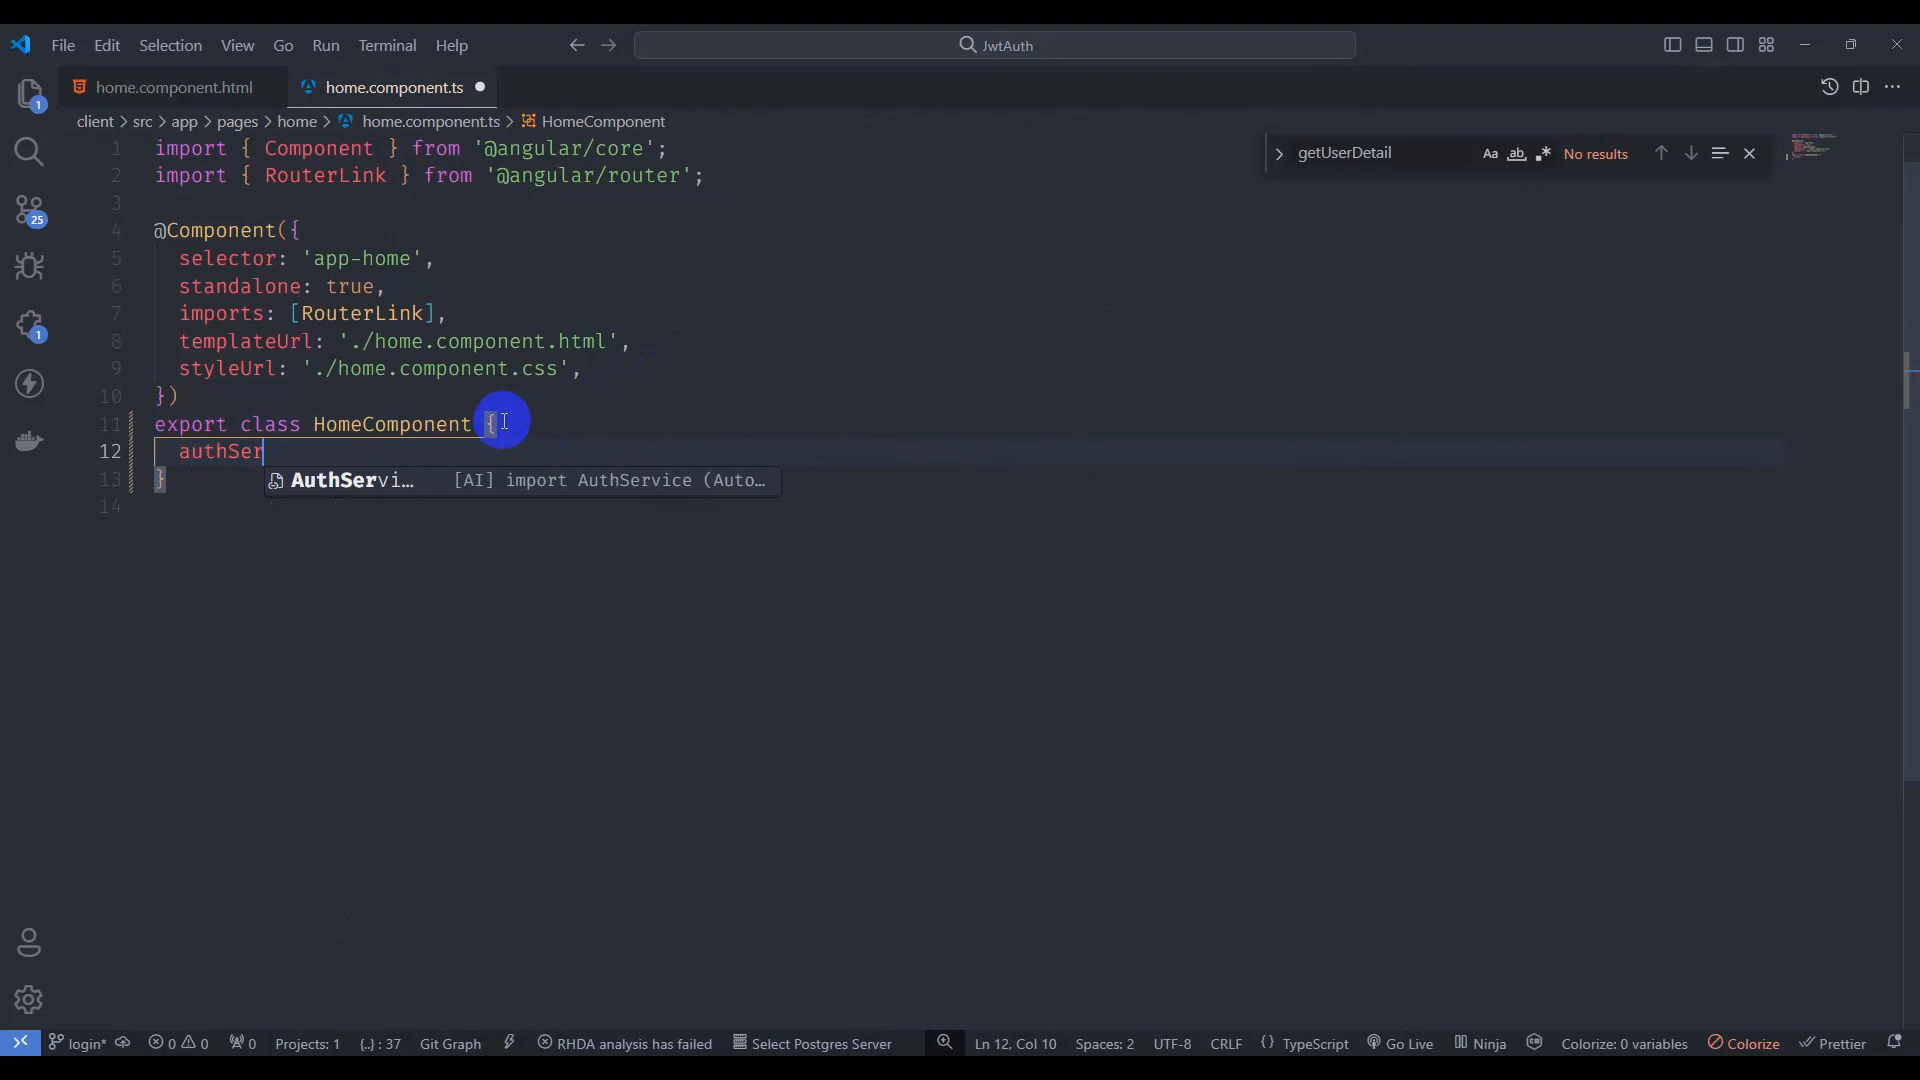 File Edit Selection View Go Run Terminal Help
JwtAuth
home.component.html
home.component.ts
client > src > app > pages > home > home.component.ts > HomeComponent
getUserDetail Aa ab No results
1 import { Component } from '@angular/core';
2 import { RouterLink } from '@angular/router';
3
4 @Component({
5 selector: 'app-home',
6 standalone: true,
7 imports: [RouterLink],
8 templateUrl: './home.component.html',
9 styleUrl: './home.component.css',
10 })
11 export class HomeComponent {
12 authSer
AuthServi… [AI] import AuthService (Auto…
13 }
14
1
25
1
login* 0 0 0 Projects: 1 {..} : 37 Git Graph RHDA analysis has failed Select Postgres Server Ln 12, Col 10 Spaces: 2 UTF-8 CRLF {} TypeScript Go Live Ninja Colorize: 0 variables Colorize Prettier